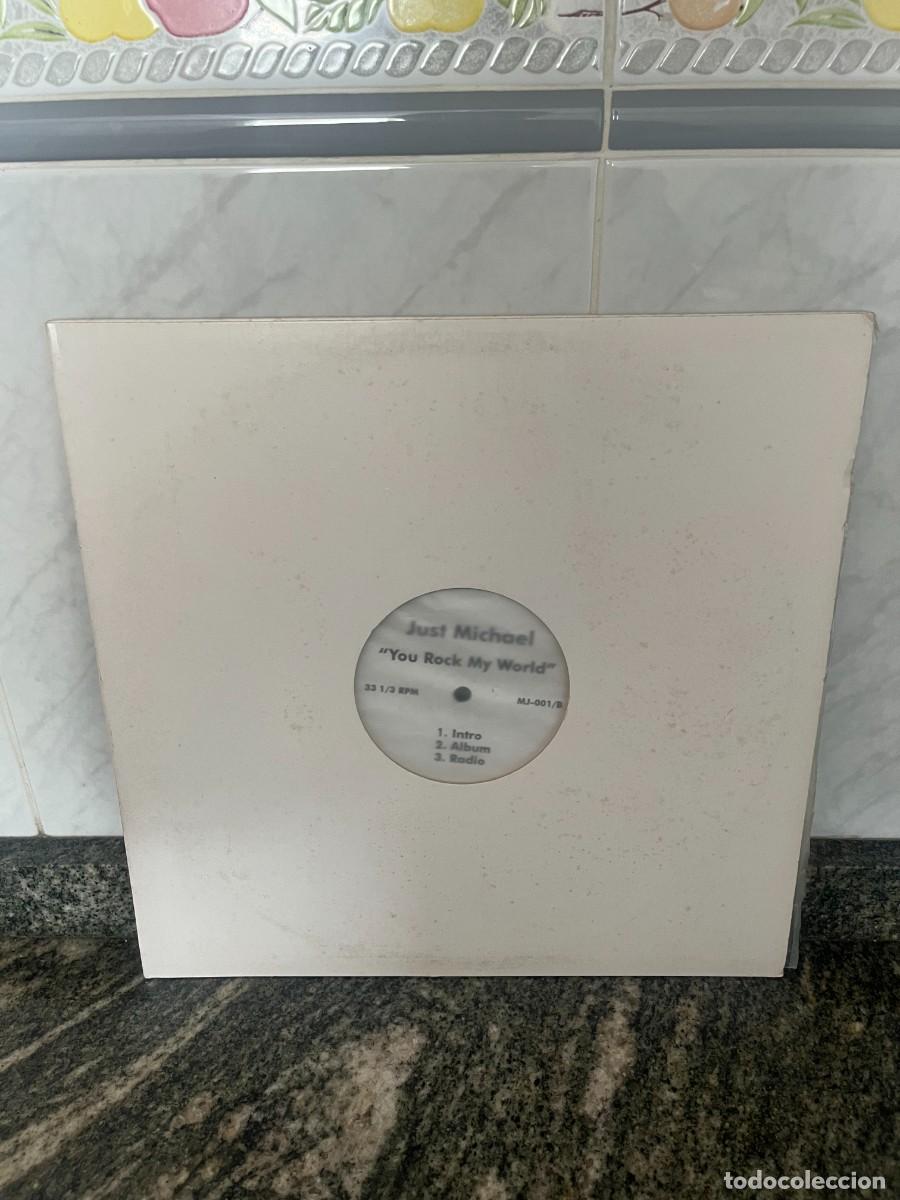 Just Michael
"You Rock My World"
33 1/3 RPM
MJ-001/B
1. Intro
2. Album
3. Radio
todocoleccion